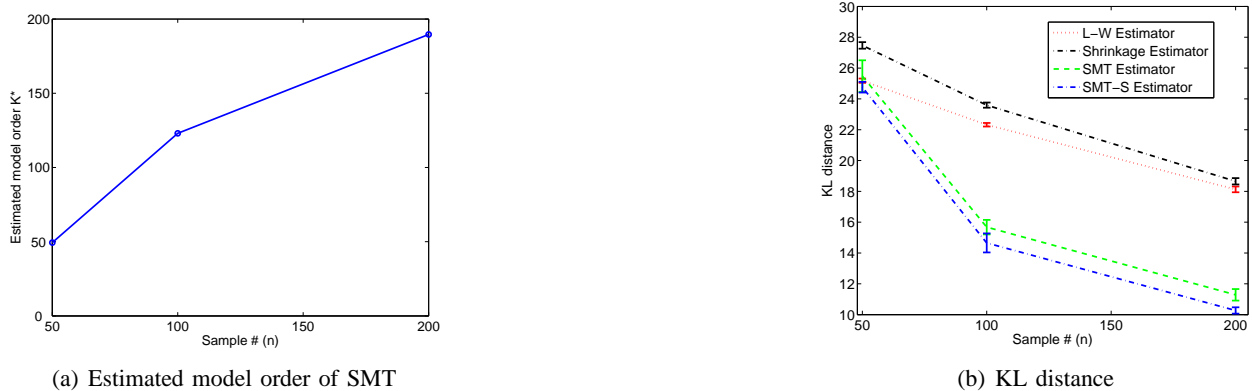 200
150
100
50
0
50
100
150
200
Estimated model order K*
Sample # (n)
(a) Estimated model order of SMT
30
28
26
24
22
20
18
16
14
12
10
50
100
150
200
KL distance
Sample # (n)
L-W Estimator
Shrinkage Estimator
SMT Estimator
SMT-S Estimator
(b) KL distance